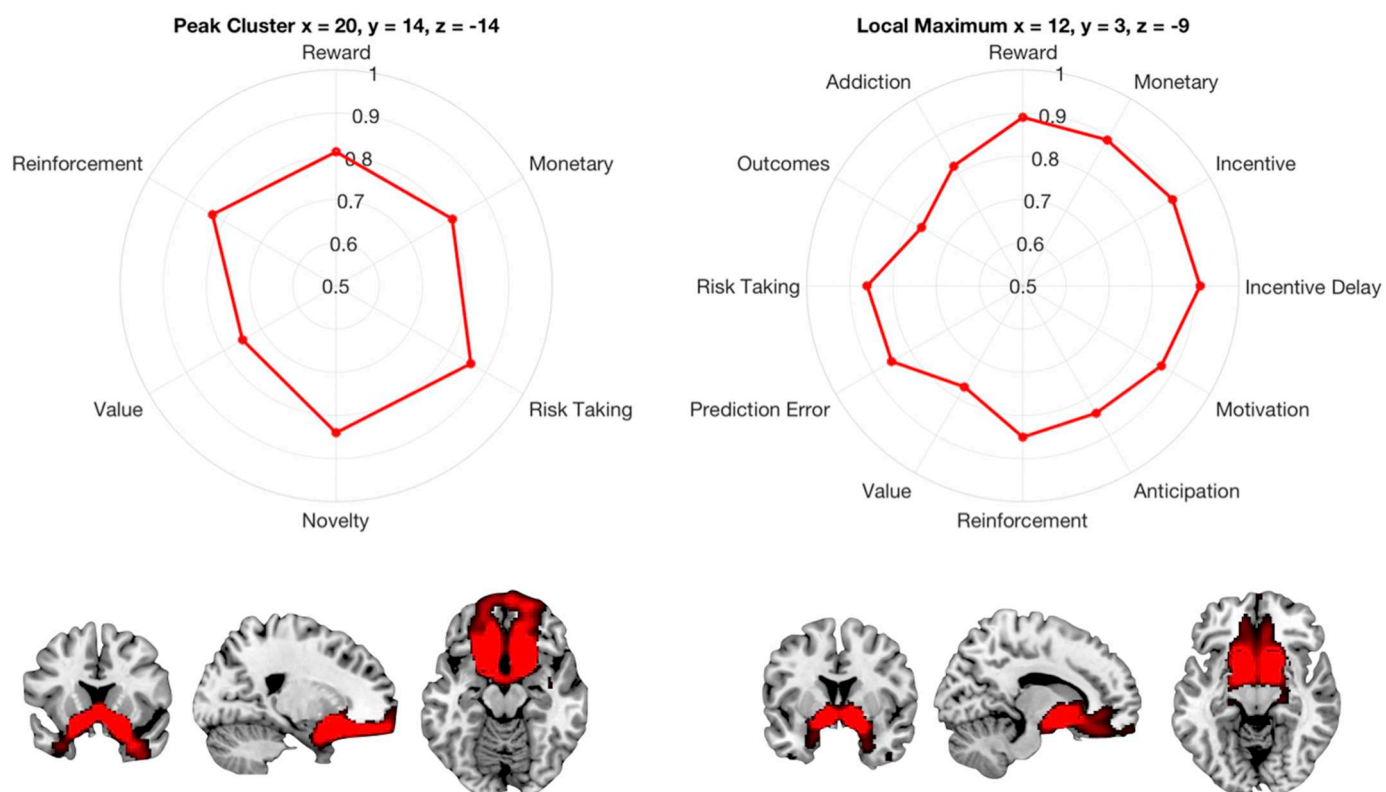 Peak Cluster x = 20, y = 14, z = -14
Reward
1
0.9
0.8
0.7
0.6
0.5
Reinforcement
Monetary
Value
Risk Taking
Novelty
Local Maximum x = 12, y = 3, z = -9
Reward
1
0.9
0.8
0.7
0.6
0.5
Addiction
Monetary
Outcomes
Incentive
Risk Taking
Incentive Delay
Prediction Error
Motivation
Value
Anticipation
Reinforcement